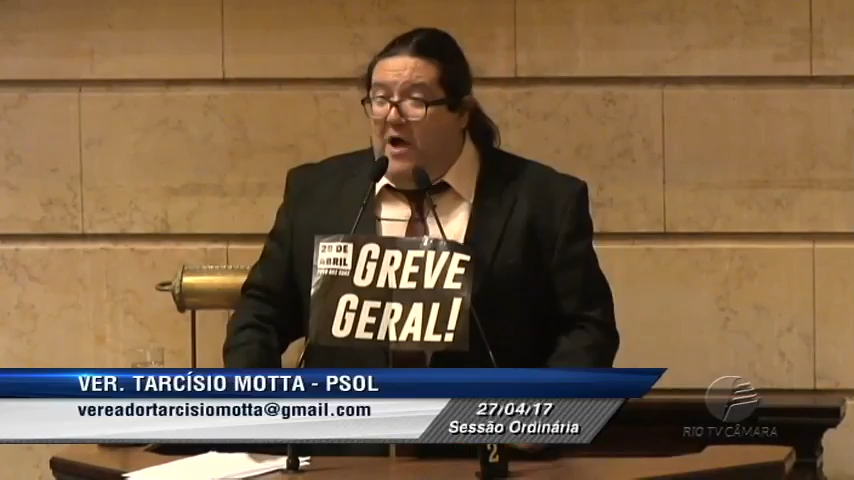 28 DE
ABRIL
GREVE
GERAL!
VER. TARCÍSIO MOTTA - PSOL
vereadortarcisiomotta@gmail.com
27/04/17
Sessão Ordinária
RIO TV CÂMARA
2